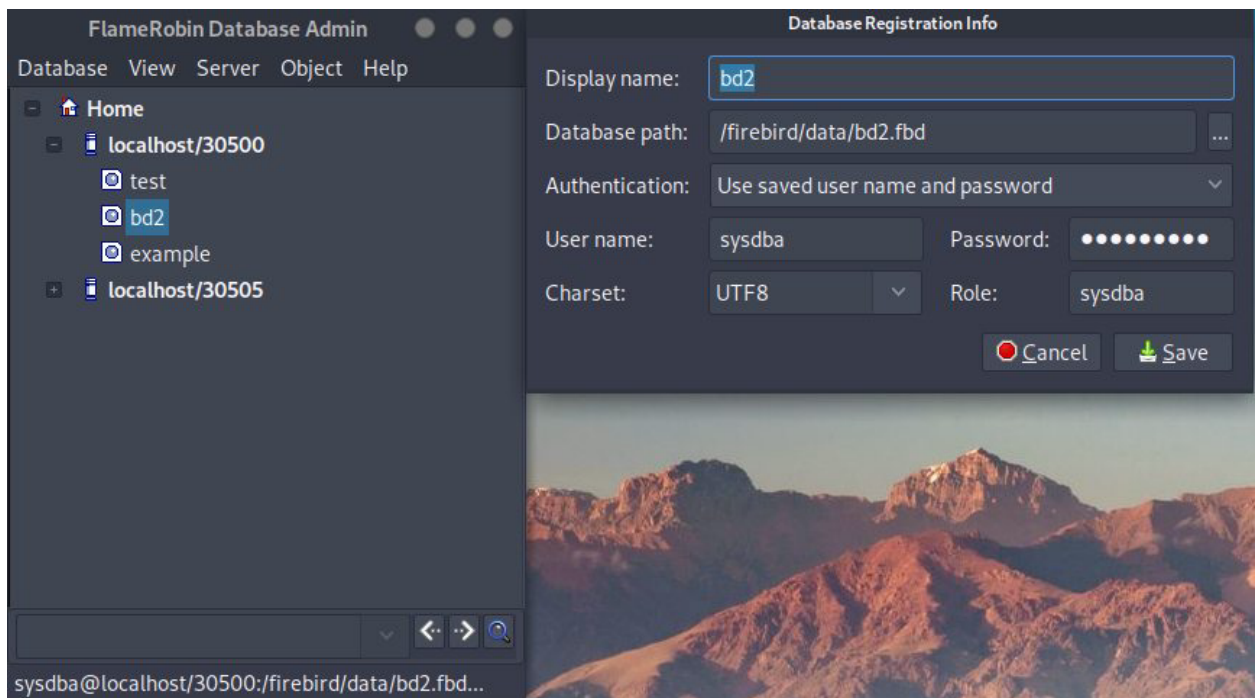 FlameRobin Database Admin
Database View Server Object Help
Home
localhost/30500
test
bd2
example
localhost/30505
sysdba@localhost/30500:/firebird/data/bd2.fbd...
Database Registration Info
Display name: bd2
Database path: /firebird/data/bd2.fbd ...
Authentication: Use saved user name and password
User name: sysdba Password: ●●●●●●●●●
Charset: UTF8 Role: sysdba
Cancel Save